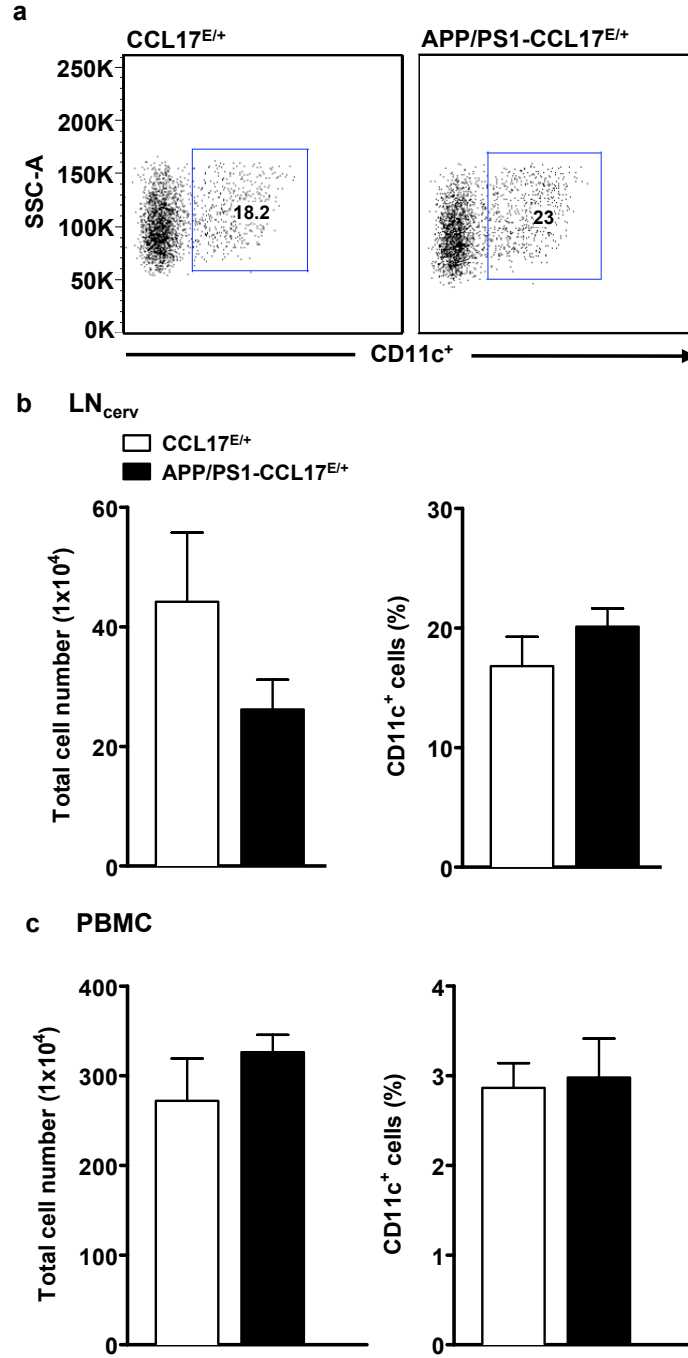 a
CCL17E/+
APP/PS1-CCL17E/+
250K
200K
150K
100K
50K
0K
SSC-A
18.2
23
CD11c+
b LNcerv
CCL17E/+
APP/PS1-CCL17E/+
60
40
20
0
Total cell number (1x10⁴)
30
20
10
0
CD11c+ cells (%)
c PBMC
400
300
200
100
0
Total cell number (1x10⁴)
4
3
2
1
0
CD11c+ cells (%)